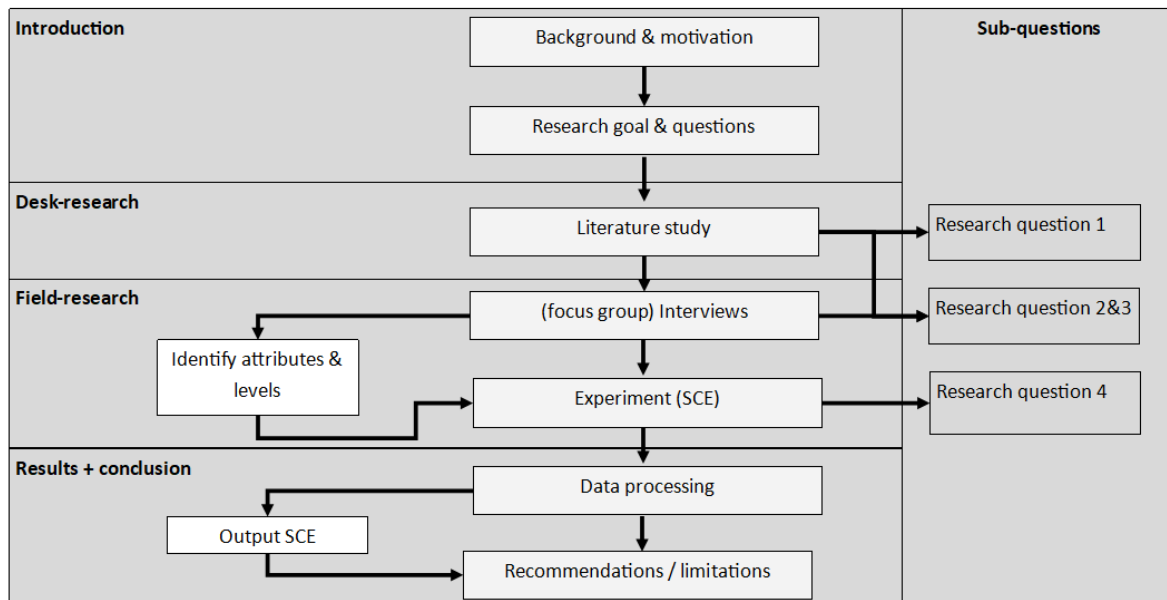 Introduction
Background & motivation
Sub-questions
Research goal & questions
Desk-research
Literature study
Research question 1
Field-research
(focus group) Interviews
Research question 2&3
Identify attributes &
levels
Experiment (SCE)
Research question 4
Results + conclusion
Data processing
Output SCE
Recommendations / limitations